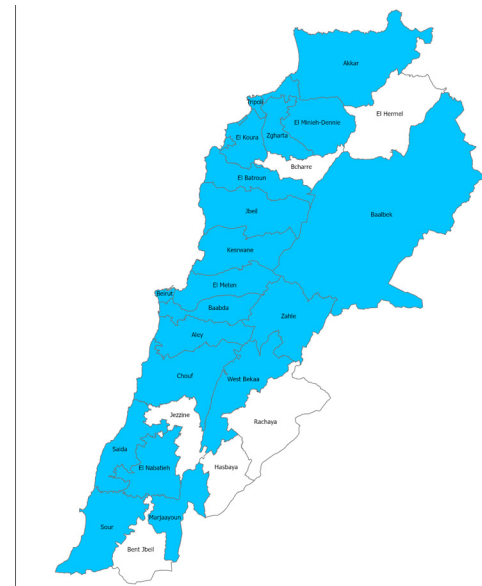 Akkar
Tripoli
El Hermel
El Minieh-Dennie
Zgharta
El Koura
Bcharre
El Batroun
Jbeil
Baalbek
Kesrwane
El Meten
Beirut
Baabda
Zahle
Aley
Chouf
West Bekaa
Jezzine
Rachaya
Saida
El Nabatieh
Hasbaya
Marjaayoun
Sour
Bent Jbeil